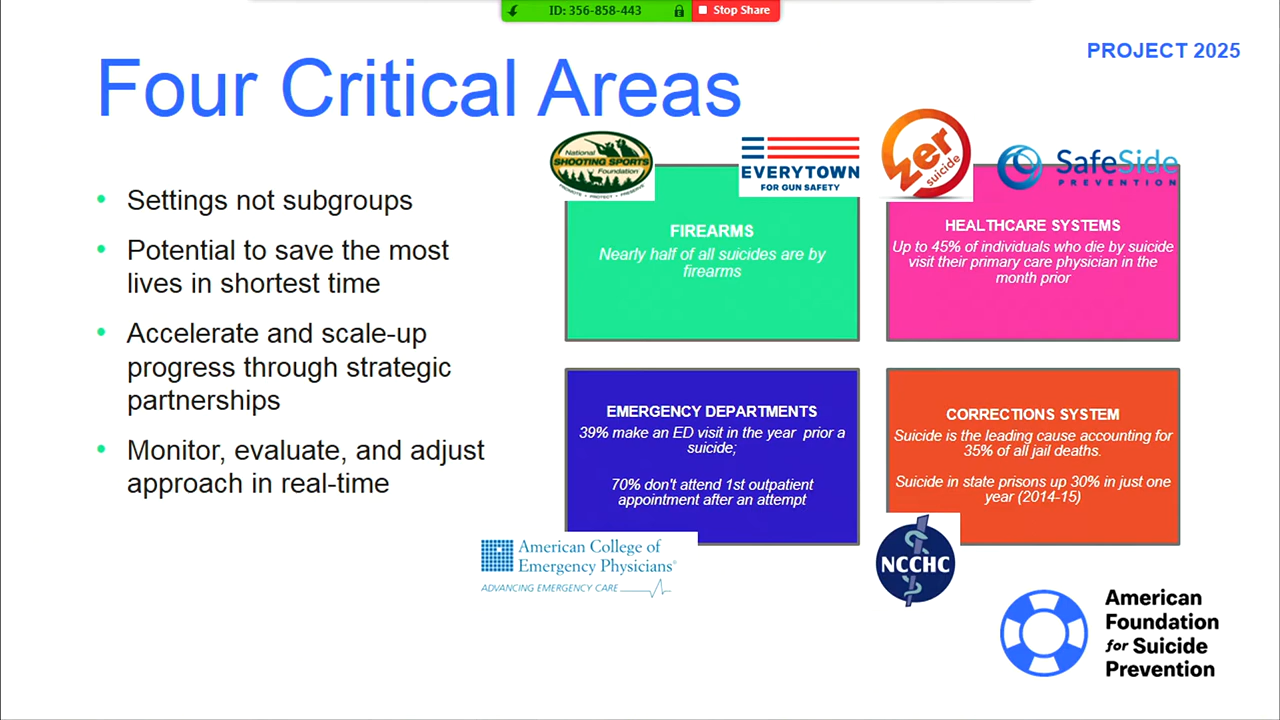 ID: 356-858-443
Stop Share
PROJECT 2025
Four Critical Areas
• Settings not subgroups
• Potential to save the most
lives in shortest time
• Accelerate and scale-up
progress through strategic
partnerships
• Monitor, evaluate, and adjust
approach in real-time
National
SHOOTING SPORTS
Foundation
PROMOTE • PROTECT • PRESERVE
EVERYTOWN
FOR GUN SAFETY
FIREARMS
Nearly half of all suicides are by
firearms
zer
suicide
SafeSide
PREVENTION
HEALTHCARE SYSTEMS
Up to 45% of individuals who die by suicide
visit their primary care physician in the
month prior
EMERGENCY DEPARTMENTS
39% make an ED visit in the year prior a
suicide;
70% don't attend 1st outpatient
appointment after an attempt
American College of
Emergency Physicians®
ADVANCING EMERGENCY CARE
CORRECTIONS SYSTEM
Suicide is the leading cause accounting for
35% of all jail deaths.
Suicide in state prisons up 30% in just one
year (2014-15)
NCCHC
American
Foundation
for Suicide
Prevention